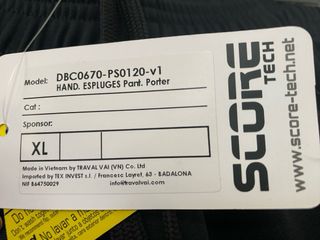 Model: DBC0670-PS0120-v1
HAND. ESPLUGES Pant. Porter
Cat :
Sponsor:
XL
Made in Vietnam by TRAVAL VAI (VN) Co. Ltd
Imported by TEX INVEST s.l. / Francesc Layret, 63 - BADALONA
NIF B64750029 info@travalvai.com
SCORE
TECH
www.score-tech.net
No lavar a m